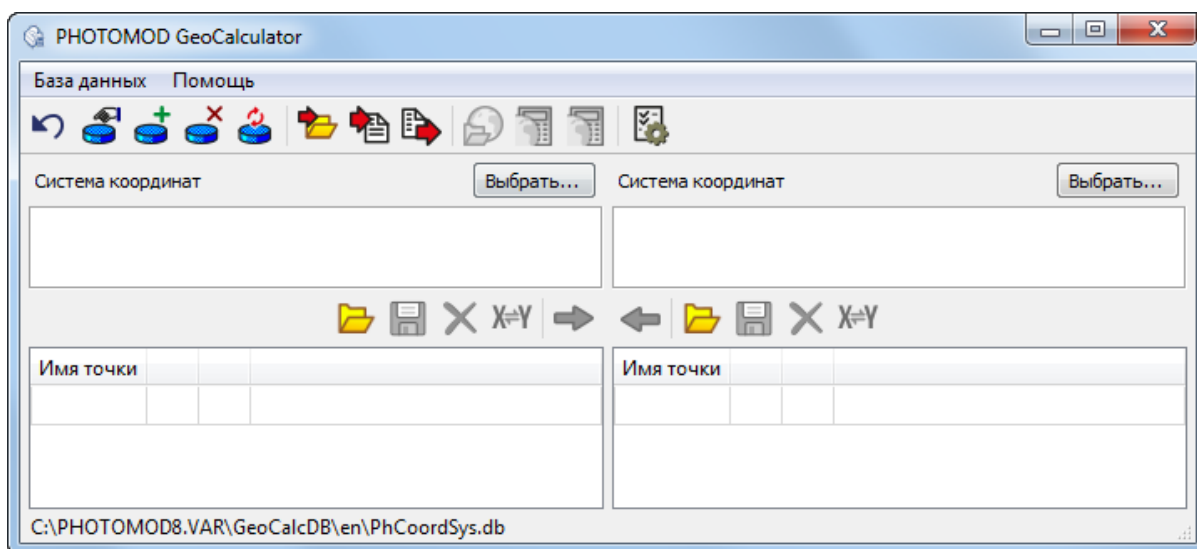 PHOTOMOD GeoCalculator
База данных Помощь
Система координат Выбрать... Система координат Выбрать...
X⇌Y X⇌Y
Имя точки Имя точки
C:\PHOTOMOD8.VAR\GeoCalcDB\en\PhCoordSys.db